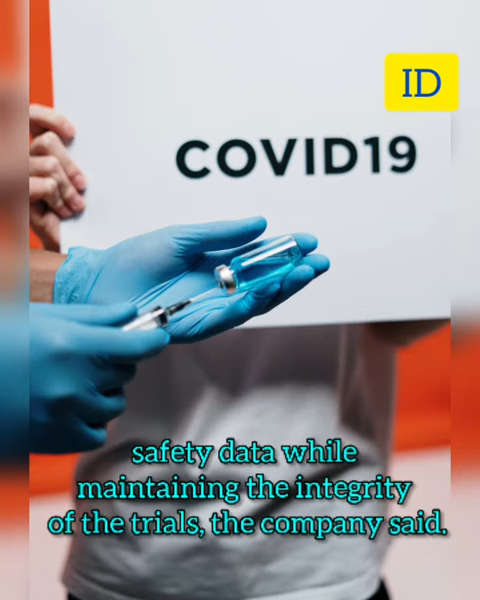 ID
COVID19
safety data while
maintaining the integrity
of the trials, the company said.